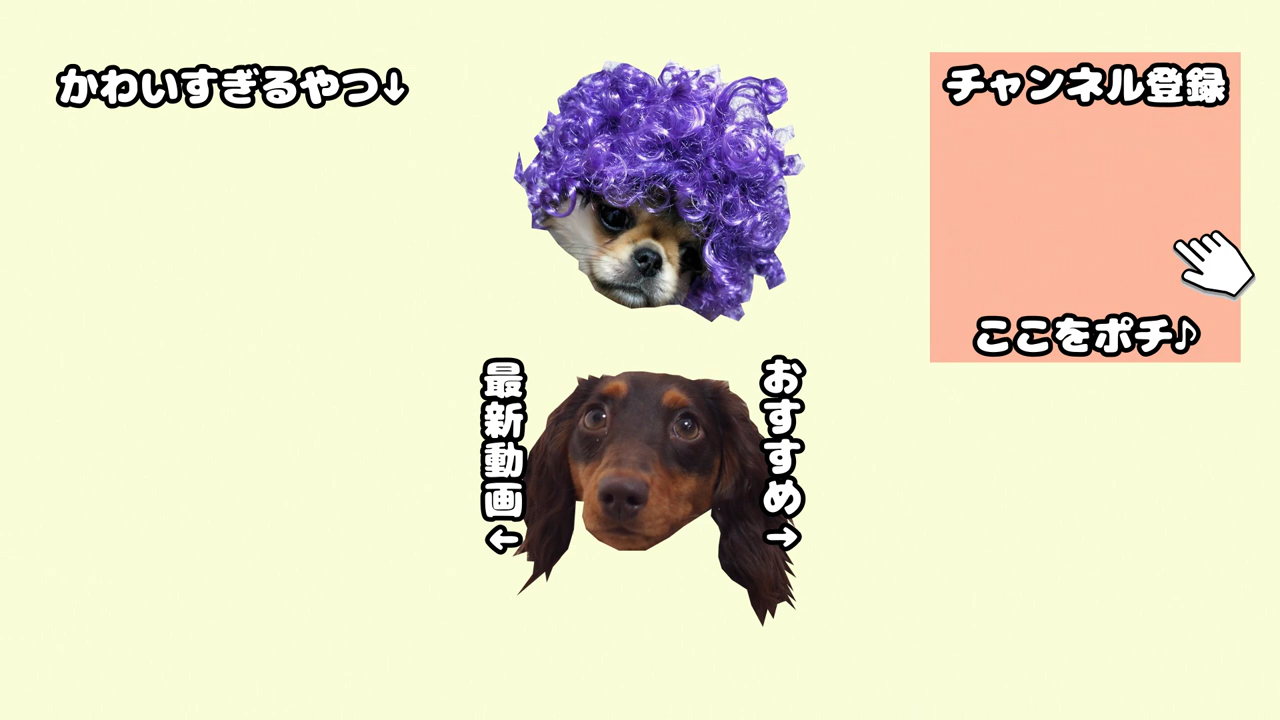 かわいすぎるやつ↓
チャンネル登録
ここをポチ♪
最新動画←
おすすめ→